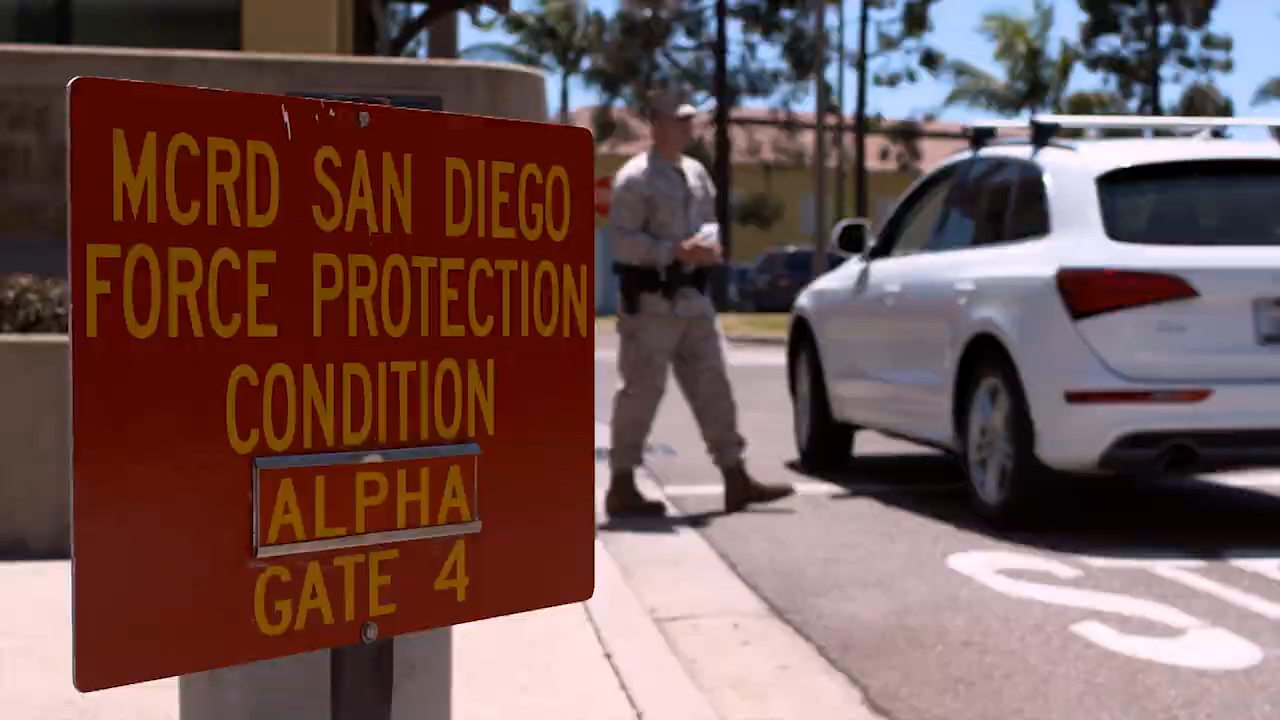 MCRD SAN DIEGO
FORCE PROTECTION
CONDITION
ALPHA
GATE 4